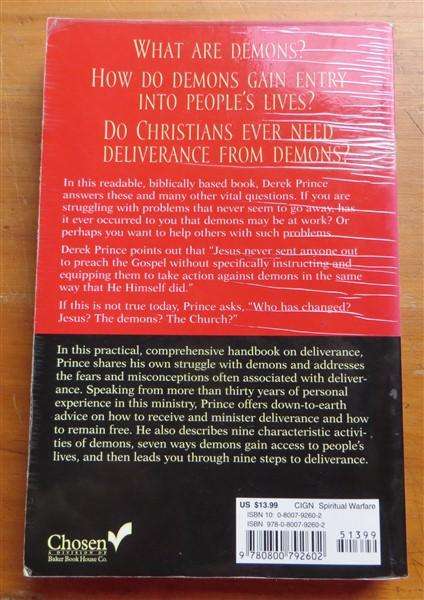 WHAT ARE DEMONS?
HOW DO DEMONS GAIN ENTRY
INTO PEOPLE'S LIVES?
DO CHRISTIANS EVER NEED
DELIVERANCE FROM DEMONS?
In this readable, biblically based book, Derek Prince
answers these and many other vital questions. If you are
struggling with problems that never seem to go away, has
it ever occurred to you that demons may be at work? Or
perhaps you want to help others with such problems.
Derek Prince points out that "Jesus never sent anyone out
to preach the Gospel without specifically instructing and
equipping them to take action against demons in the same
way that He Himself did."
If this is not true today, Prince asks, "Who has changed?
Jesus? The demons? The Church?"
In this practical, comprehensive handbook on deliverance,
Prince shares his own struggle with demons and addresses
the fears and misconceptions often associated with deliver-
ance. Speaking from more than thirty years of personal
experience in this ministry, Prince offers down-to-earth
advice on how to receive and minister deliverance and how
to remain free. He also describes nine characteristic activi-
ties of demons, seven ways demons gain access to people's
lives, and then leads you through nine steps to deliverance.
US $13.99 CIGN Spiritual Warfare
ISBN 10: 0-8007-9260-2
ISBN: 978-0-8007-9260-2
51399
9 780800 792602
Chosen
A DIVISION OF
Baker Book House Co.